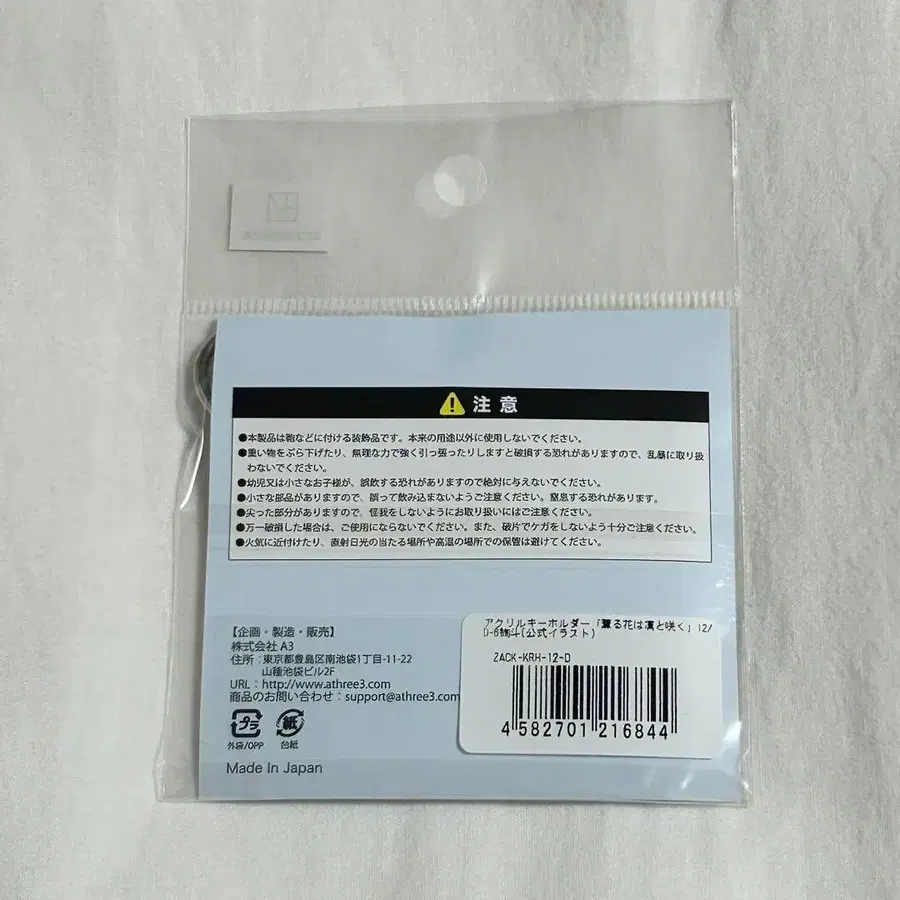 注意
●本製品は鞄などに付ける装飾品です。本来の用途以外に使用しないでください。
●重い物をぶら下げたり、無理な力で強く引っ張ったりしますと破損する恐れがありますので、乱暴に取り扱
わないでください。
●幼児又は小さなお子様が、誤飲する恐れがありますので絶対に与えないでください。
●小さな部品がありますので、誤って飲み込まないようご注意ください。窒息する恐れがあります。
●尖った部分がありますので、怪我をしないようにお取り扱いにはご注意ください。
●万一破損した場合は、ご使用にならないでください。また、破片でケガをしないよう十分ご注意ください。
●火気に近付けたり、直射日光の当たる場所や高温の場所での保管は避けてください。
【企画・製造・販売】
株式会社 A3
住所：東京都豊島区南池袋1丁目-11-22
山種池袋ビル2F
URL：http://www.athree3.com
商品のお問い合わせ：support@athree3.com
プラ
外袋/OPP
紙
台紙
Made In Japan
アクリルキーホルダー「薫る花は凛と咲く」12/
D-6絢斗(公式イラスト)
ZACK-KRH-12-D
4 582701 216844